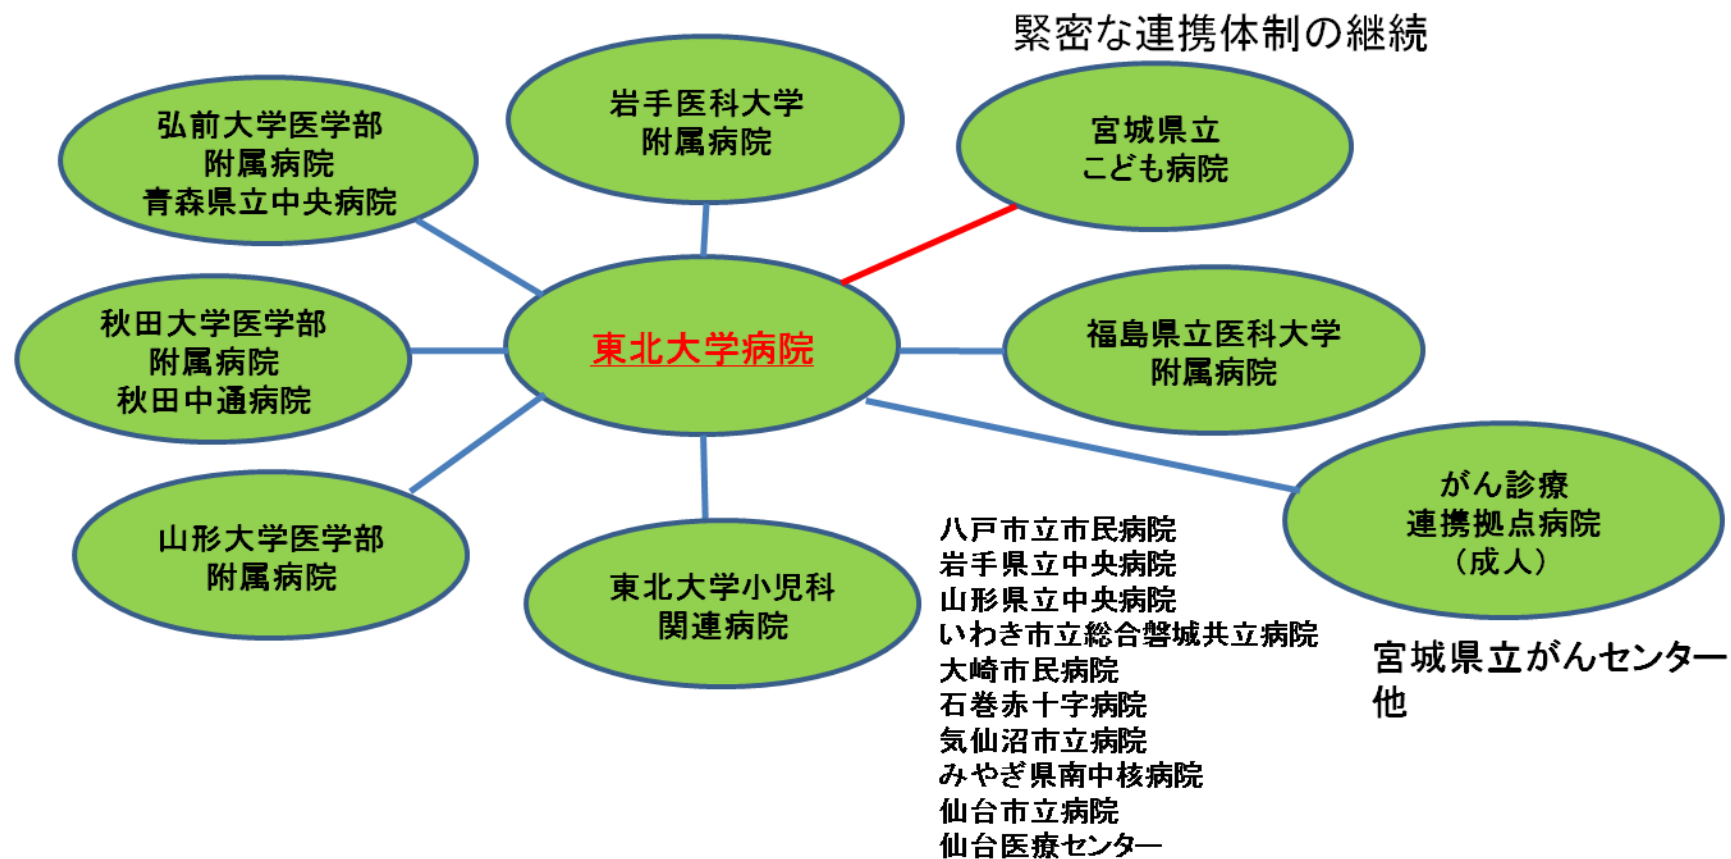 緊密な連携体制の継続
弘前大学医学部
附属病院
青森県立中央病院
岩手医科大学
附属病院
宮城県立
こども病院
秋田大学医学部
附属病院
秋田中通病院
東北大学病院
福島県立医科大学
附属病院
山形大学医学部
附属病院
東北大学小児科
関連病院
八戸市立市民病院
岩手県立中央病院
山形県立中央病院
いわき市立総合磐城共立病院
大崎市民病院
石巻赤十字病院
気仙沼市立病院
みやぎ県南中核病院
仙台市立病院
仙台医療センター
がん診療
連携拠点病院
(成人)
宮城県立がんセンター
他